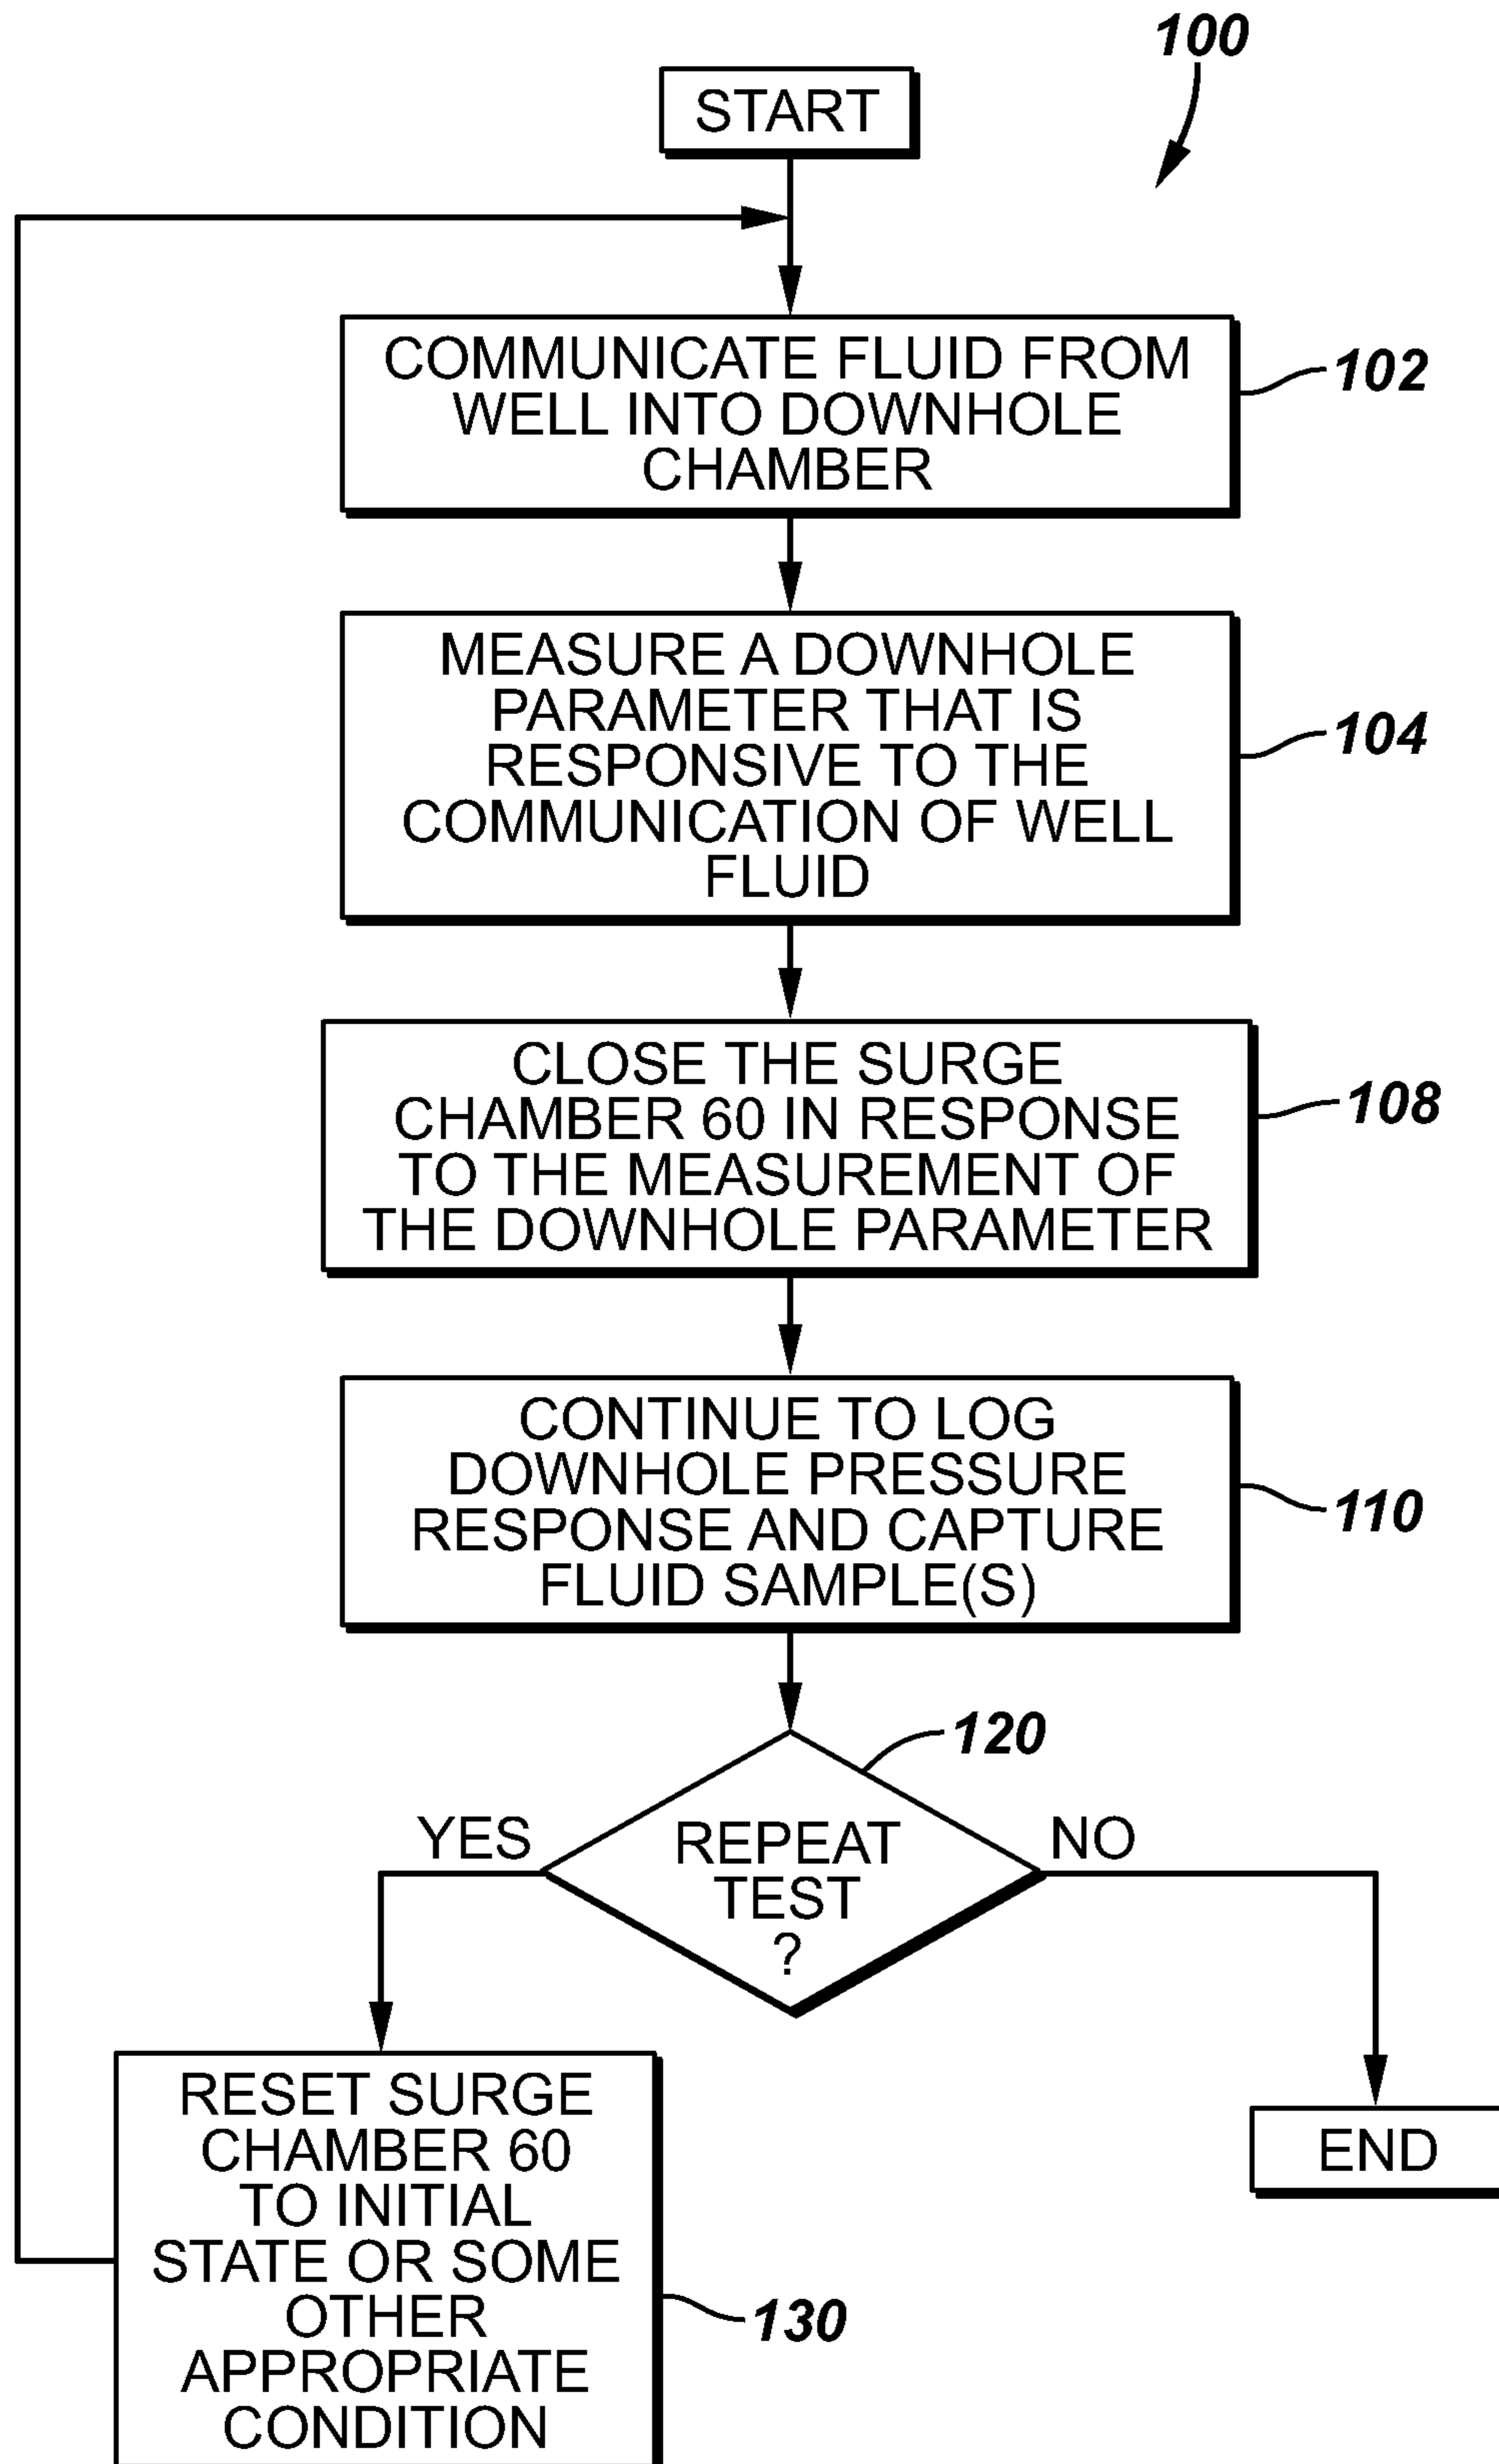 100
START
COMMUNICATE FLUID FROM
WELL INTO DOWNHOLE
CHAMBER
102
MEASURE A DOWNHOLE
PARAMETER THAT IS
RESPONSIVE TO THE
COMMUNICATION OF WELL
FLUID
104
CLOSE THE SURGE
CHAMBER 60 IN RESPONSE
TO THE MEASUREMENT OF
THE DOWNHOLE PARAMETER
108
CONTINUE TO LOG
DOWNHOLE PRESSURE
RESPONSE AND CAPTURE
FLUID SAMPLE(S)
110
120
YES
REPEAT
TEST
?
NO
RESET SURGE
CHAMBER 60
TO INITIAL
STATE OR SOME
OTHER
APPROPRIATE
CONDITION
130
END